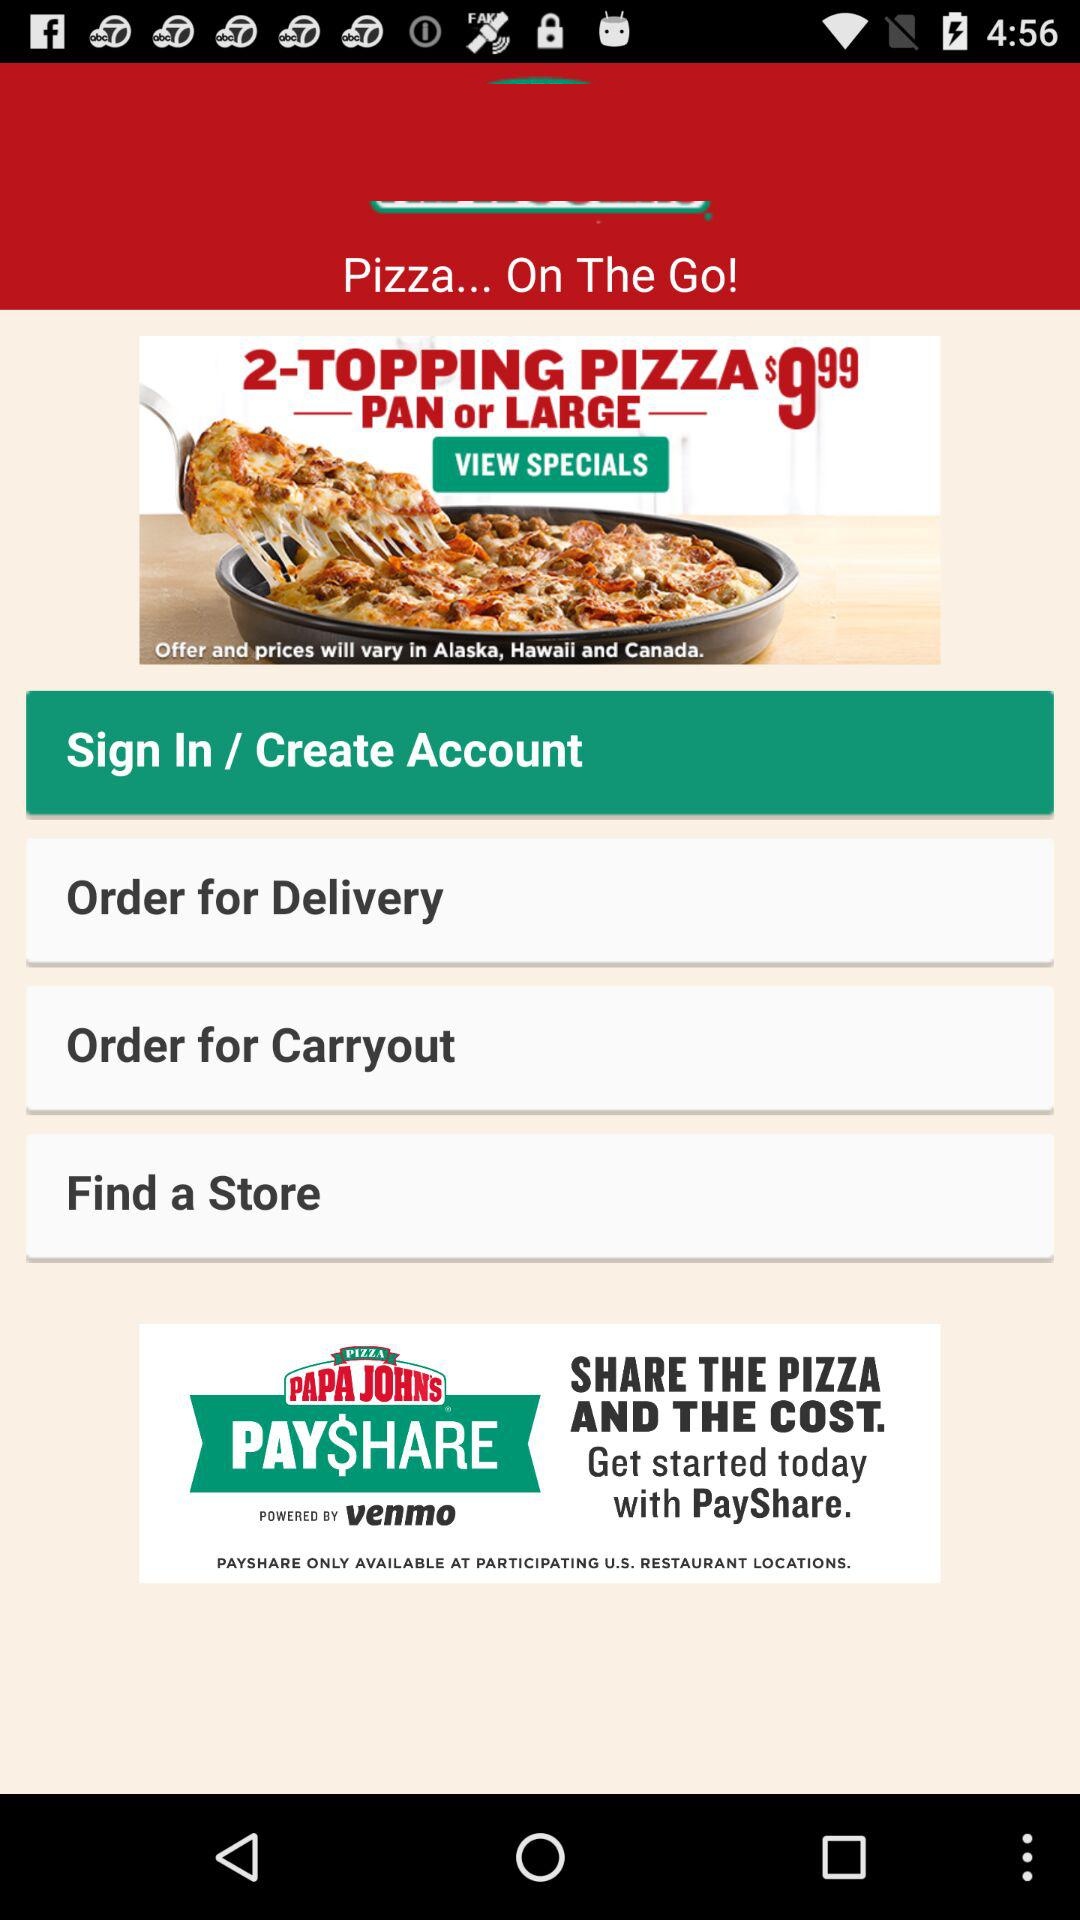 4:56
Pizza... On The Go!
2-TOPPING PIZZA $999
PAN or LARGE
VIEW SPECIALS
Offer and prices will vary in Alaska, Hawaii and Canada.
Sign In / Create Account
Order for Delivery
Order for Carryout
Find a Store
PIZZA
PAPA JOHN'S
PAY$HARE
POWERED BY venmo
SHARE THE PIZZA
AND THE COST.
Get started today
with PayShare.
PAYSHARE ONLY AVAILABLE AT PARTICIPATING U.S. RESTAURANT LOCATIONS.